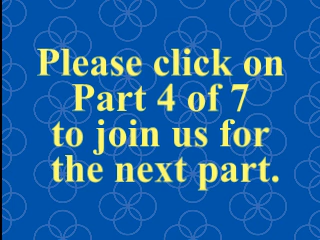 Please click on
Part 4 of 7
to join us for
the next part.